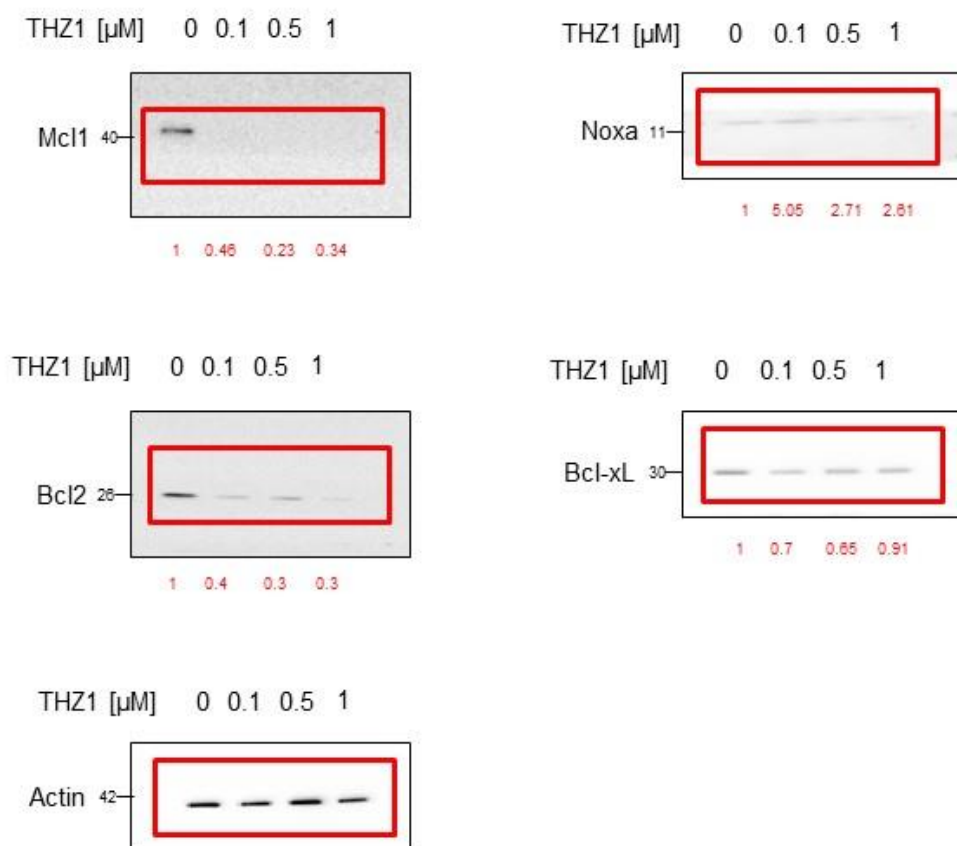 THZ1 [µM] 0 0.1 0.5 1
Mcl1 40
1 0.46 0.23 0.34
THZ1 [µM] 0 0.1 0.5 1
Noxa 11
1 5.05 2.71 2.61
THZ1 [µM] 0 0.1 0.5 1
Bcl2 26
1 0.4 0.3 0.3
THZ1 [µM] 0 0.1 0.5 1
Bcl-xL 30
1 0.7 0.65 0.91
THZ1 [µM] 0 0.1 0.5 1
Actin 42